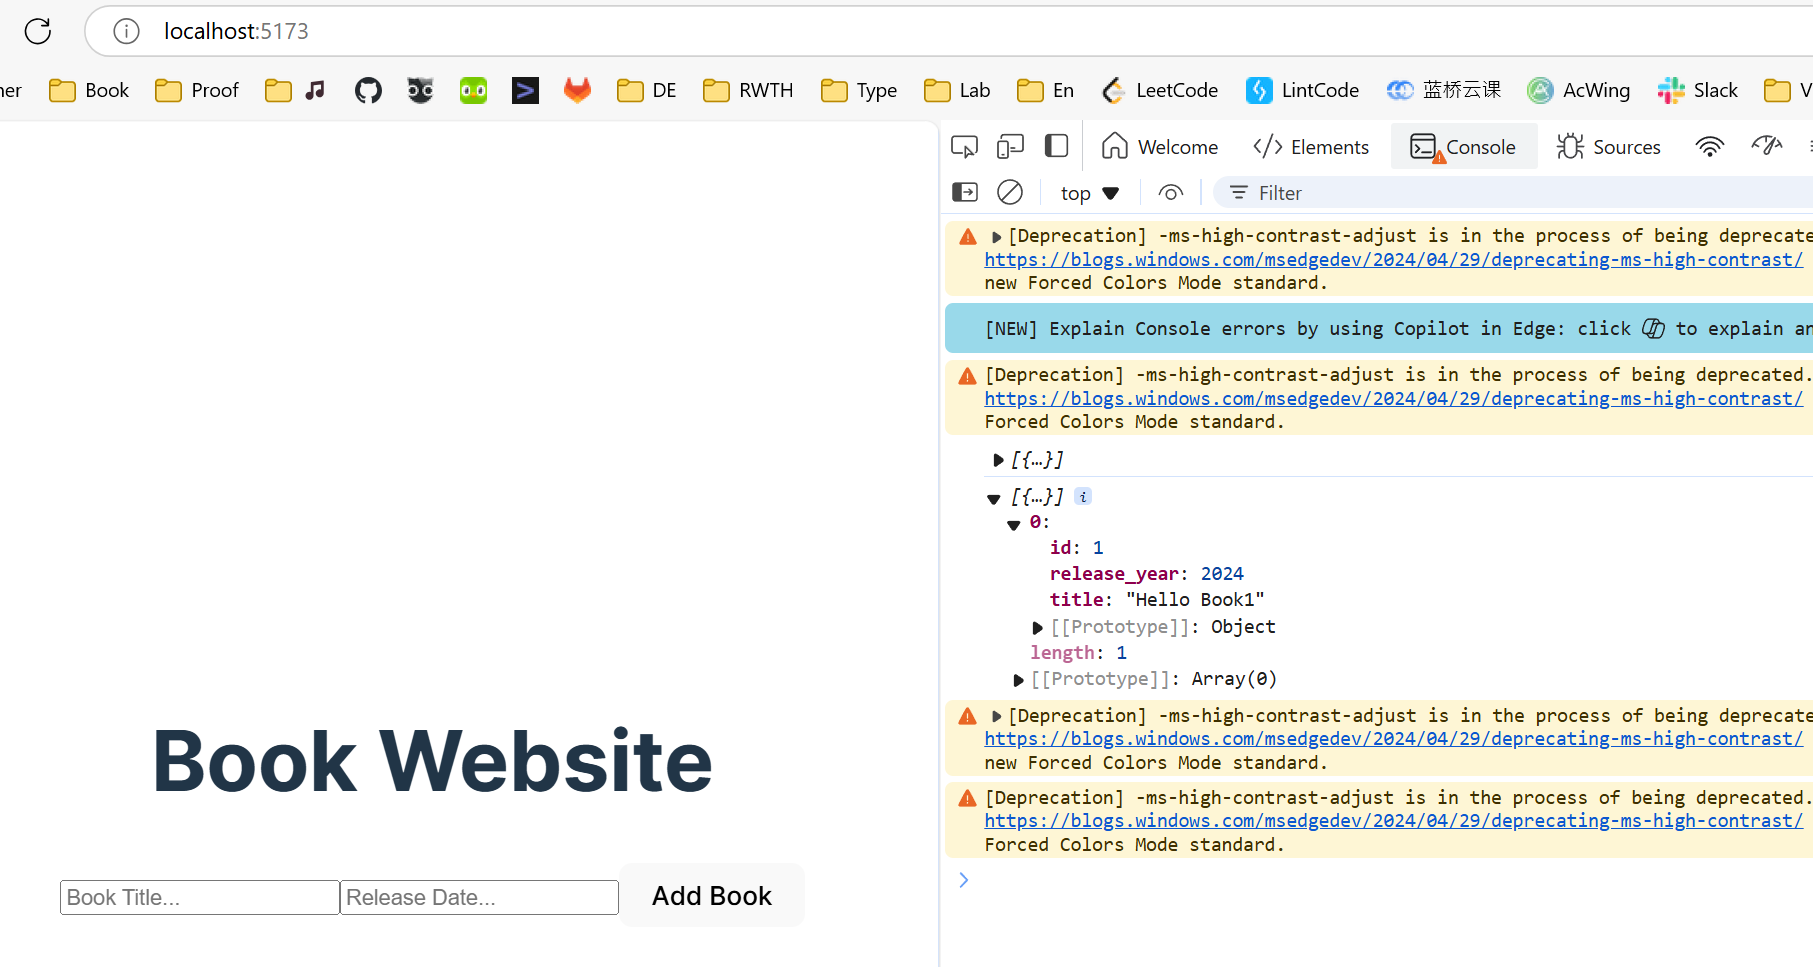 localhost:5173
ner Book Proof DE RWTH Type Lab En LeetCode LintCode 蓝桥云课 AcWing Slack V
Welcome Elements Console Sources
top Filter
[Deprecation] -ms-high-contrast-adjust is in the process of being deprecate
https://blogs.windows.com/msedgedev/2024/04/29/deprecating-ms-high-contrast/
new Forced Colors Mode standard.
[NEW] Explain Console errors by using Copilot in Edge: click to explain an
[Deprecation] -ms-high-contrast-adjust is in the process of being deprecated.
https://blogs.windows.com/msedgedev/2024/04/29/deprecating-ms-high-contrast/
Forced Colors Mode standard.
[{…}]
[{…}] i
0:
id: 1
release_year: 2024
title: "Hello Book1"
[[Prototype]]: Object
length: 1
[[Prototype]]: Array(0)
[Deprecation] -ms-high-contrast-adjust is in the process of being deprecate
https://blogs.windows.com/msedgedev/2024/04/29/deprecating-ms-high-contrast/
new Forced Colors Mode standard.
[Deprecation] -ms-high-contrast-adjust is in the process of being deprecated.
https://blogs.windows.com/msedgedev/2024/04/29/deprecating-ms-high-contrast/
Forced Colors Mode standard.
Book Website
Book Title... Release Date... Add Book